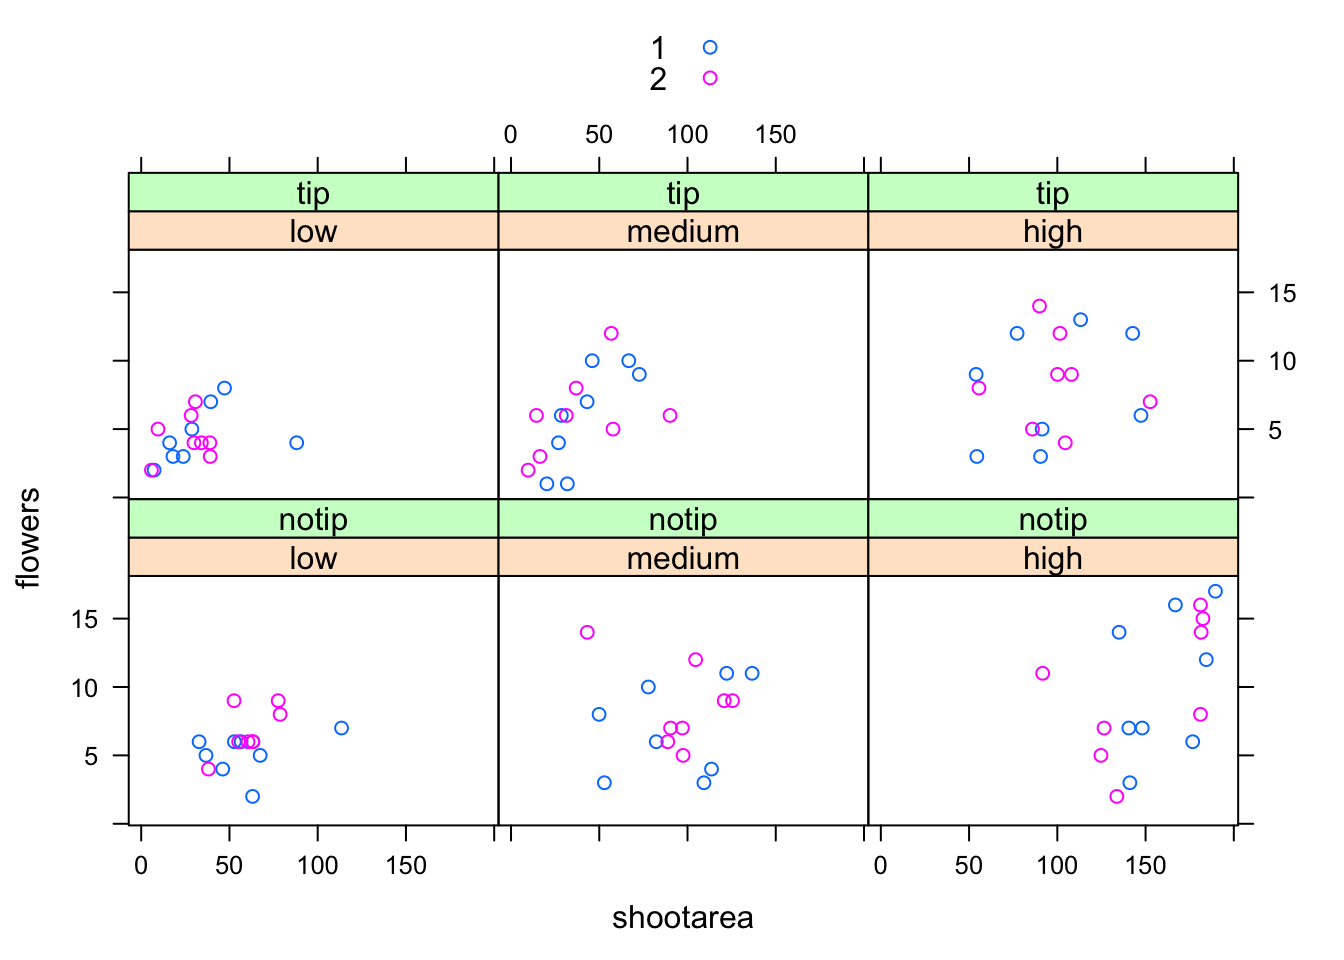 1
2
0 50 100 150
tip tip tip
low medium high
15
10
5
notip notip notip
low medium high
15
10
5
0 50 100 150 0 50 100 150
flowers
shootarea